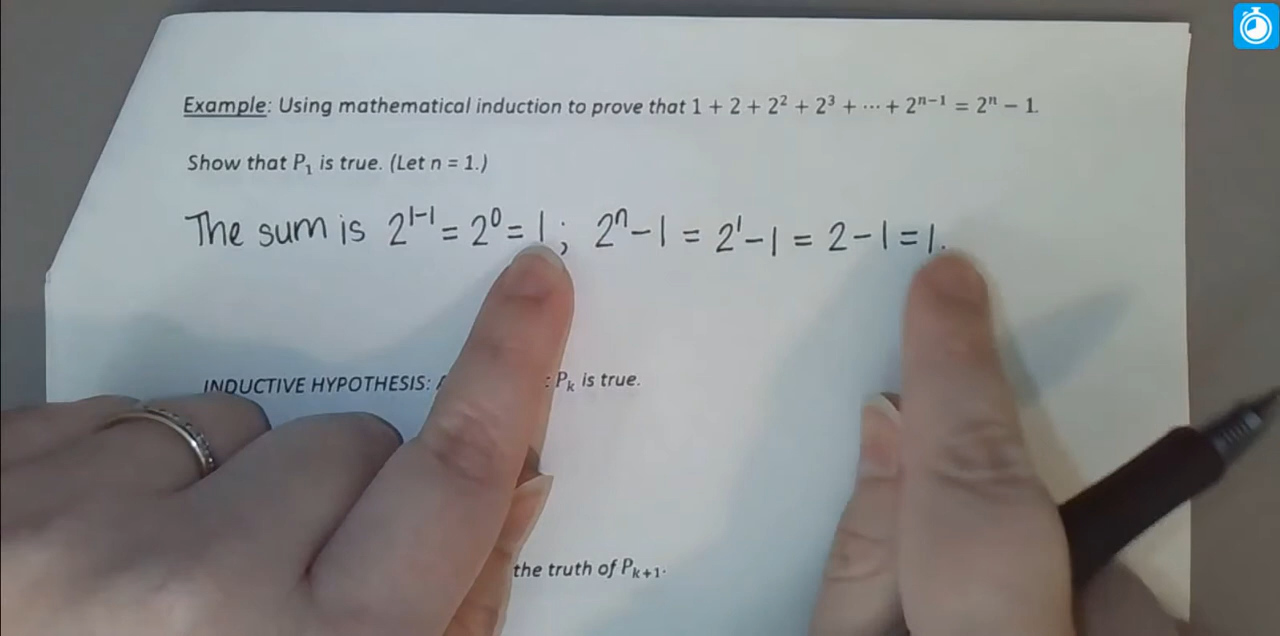 Example: Using mathematical induction to prove that 1 + 2 + 2² + 2³ + ⋯ + 2ⁿ⁻¹ = 2ⁿ − 1.
Show that P₁ is true. (Let n = 1.)
The sum is 2¹⁻¹ = 2⁰ = 1; 2ⁿ − 1 = 2¹ − 1 = 2 − 1 = 1.
INDUCTIVE HYPOTHESIS: : Pₖ is true.
the truth of Pₖ₊₁.